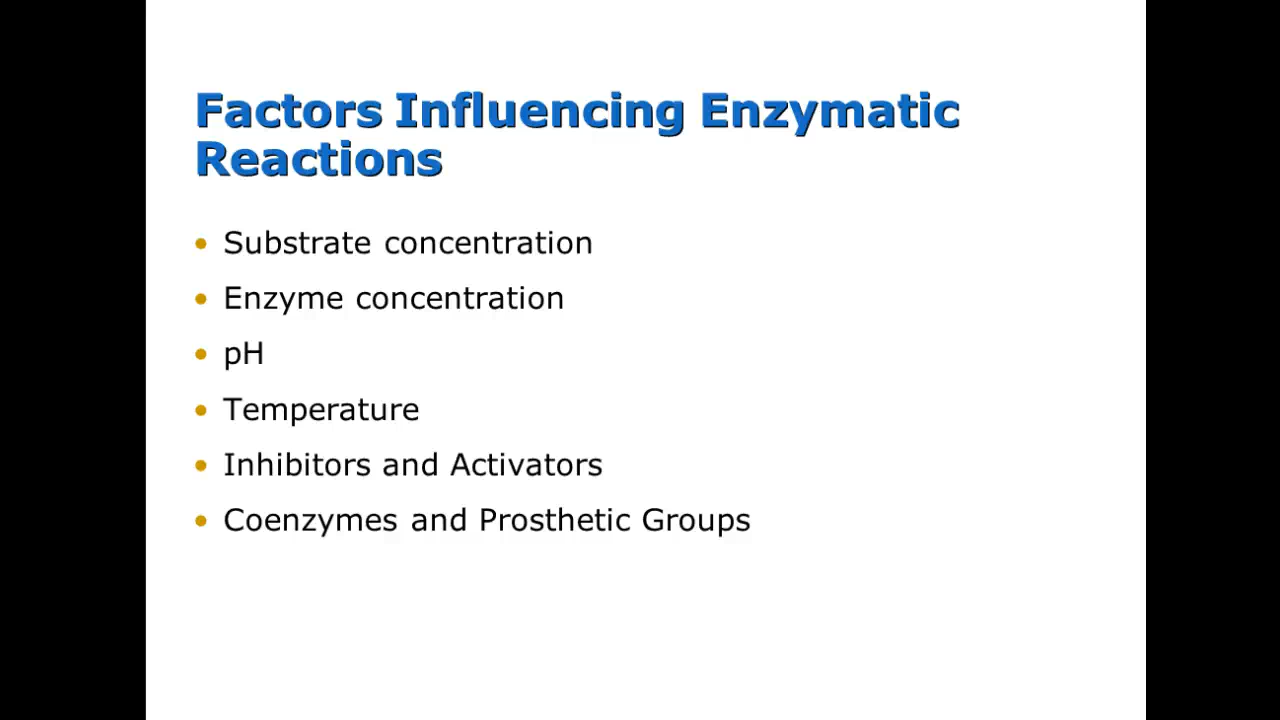 Factors Influencing Enzymatic
Reactions
• Substrate concentration
• Enzyme concentration
• pH
• Temperature
• Inhibitors and Activators
• Coenzymes and Prosthetic Groups